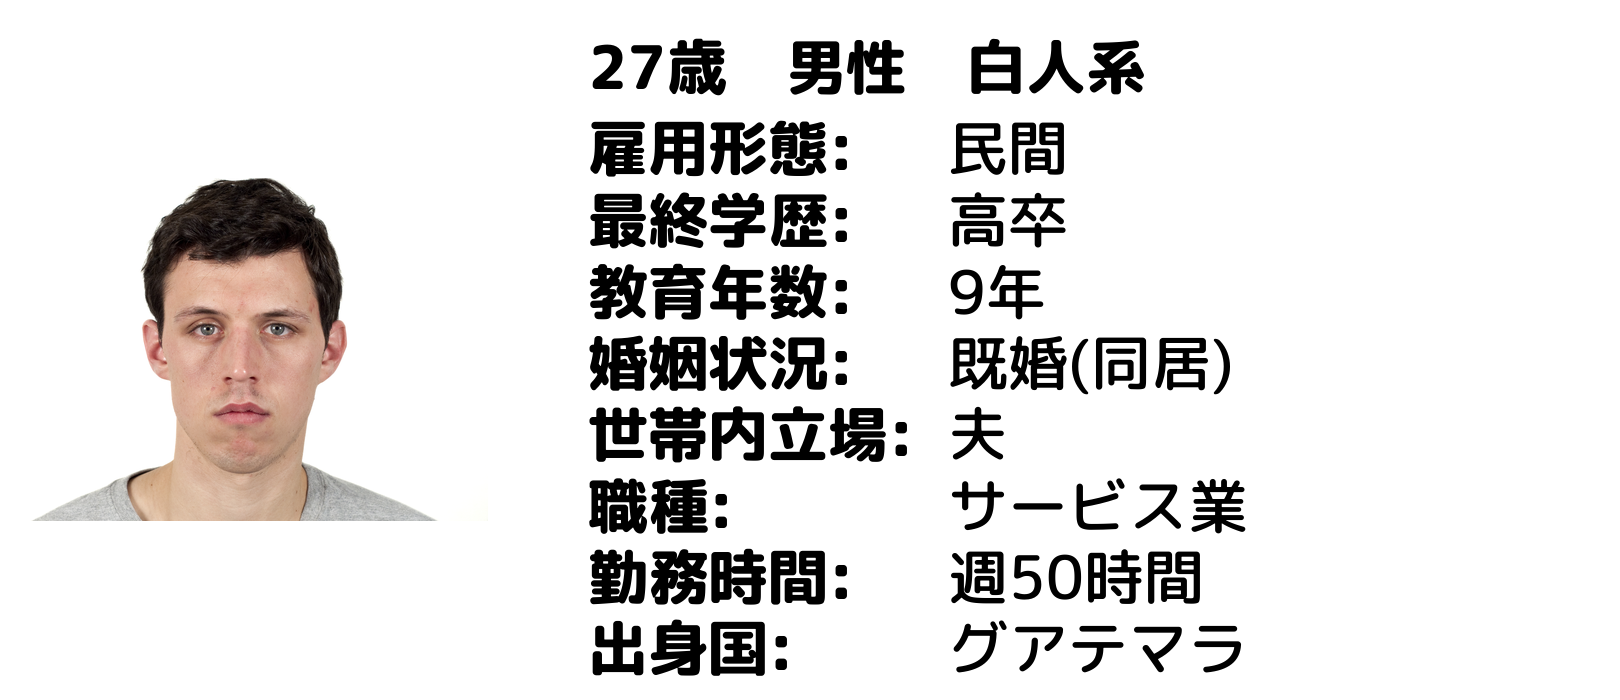 27歳　男性　白人系
雇用形態:　民間
最終学歴:　高卒
教育年数:　9年
婚姻状況:　既婚(同居)
世帯内立場:　夫
職種:　サービス業
勤務時間:　週50時間
出身国:　グアテマラ